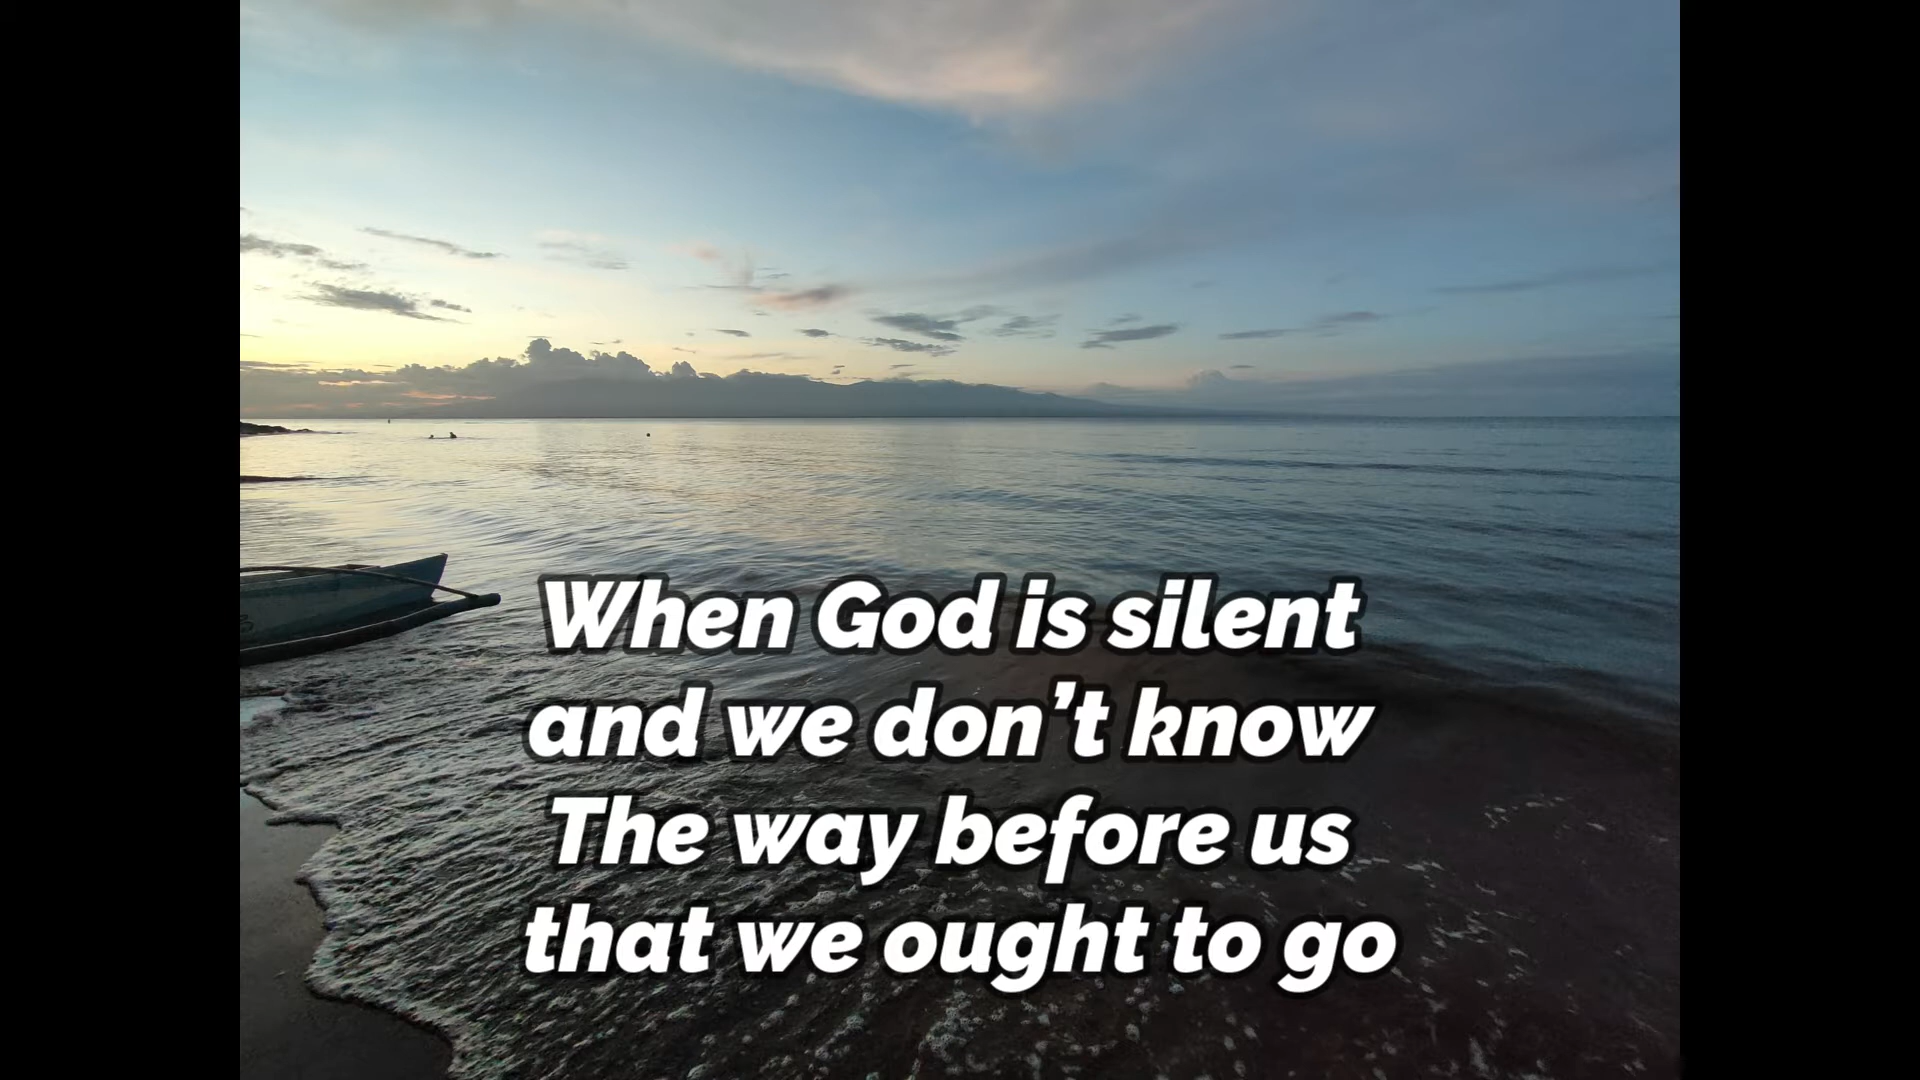 When God is silent
and we don't know
The way before us
that we ought to go